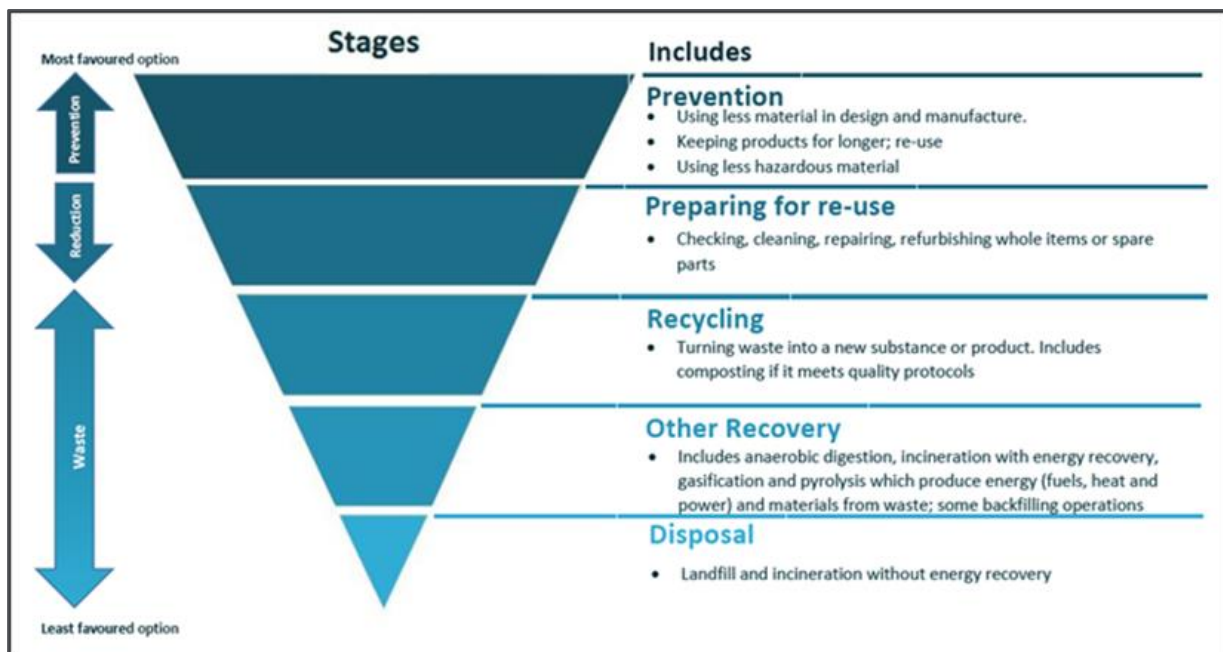 Stages
Includes
Most favoured option
Prevention
Reduction
Waste
Least favoured option
Prevention
• Using less material in design and manufacture.
• Keeping products for longer; re-use
• Using less hazardous material
Preparing for re-use
• Checking, cleaning, repairing, refurbishing whole items or spare
parts
Recycling
• Turning waste into a new substance or product. Includes
composting if it meets quality protocols
Other Recovery
• Includes anaerobic digestion, incineration with energy recovery,
gasification and pyrolysis which produce energy (fuels, heat and
power) and materials from waste; some backfilling operations
Disposal
• Landfill and incineration without energy recovery